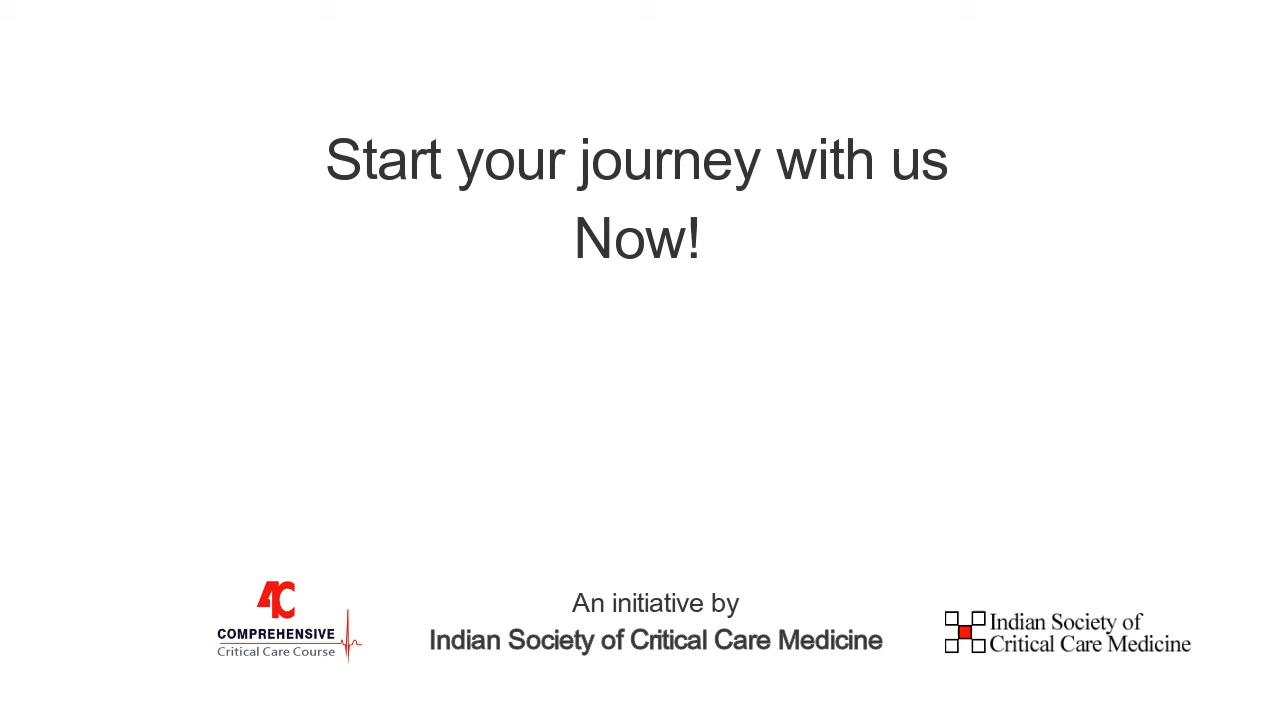 Start your journey with us
Now!
4C
COMPREHENSIVE
Critical Care Course
An initiative by
Indian Society of Critical Care Medicine
Indian Society of
Critical Care Medicine